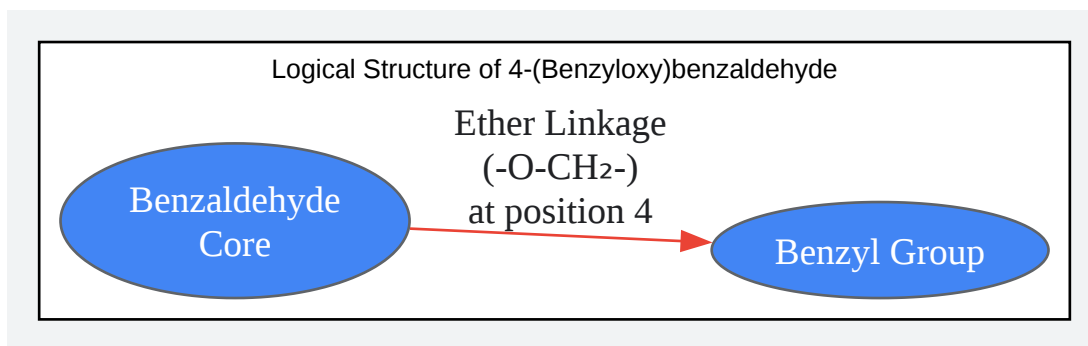 Logical Structure of 4-(Benzyloxy)benzaldehyde
Ether Linkage
(-O-CH₂-)
at position 4
Benzaldehyde
Core
Benzyl Group